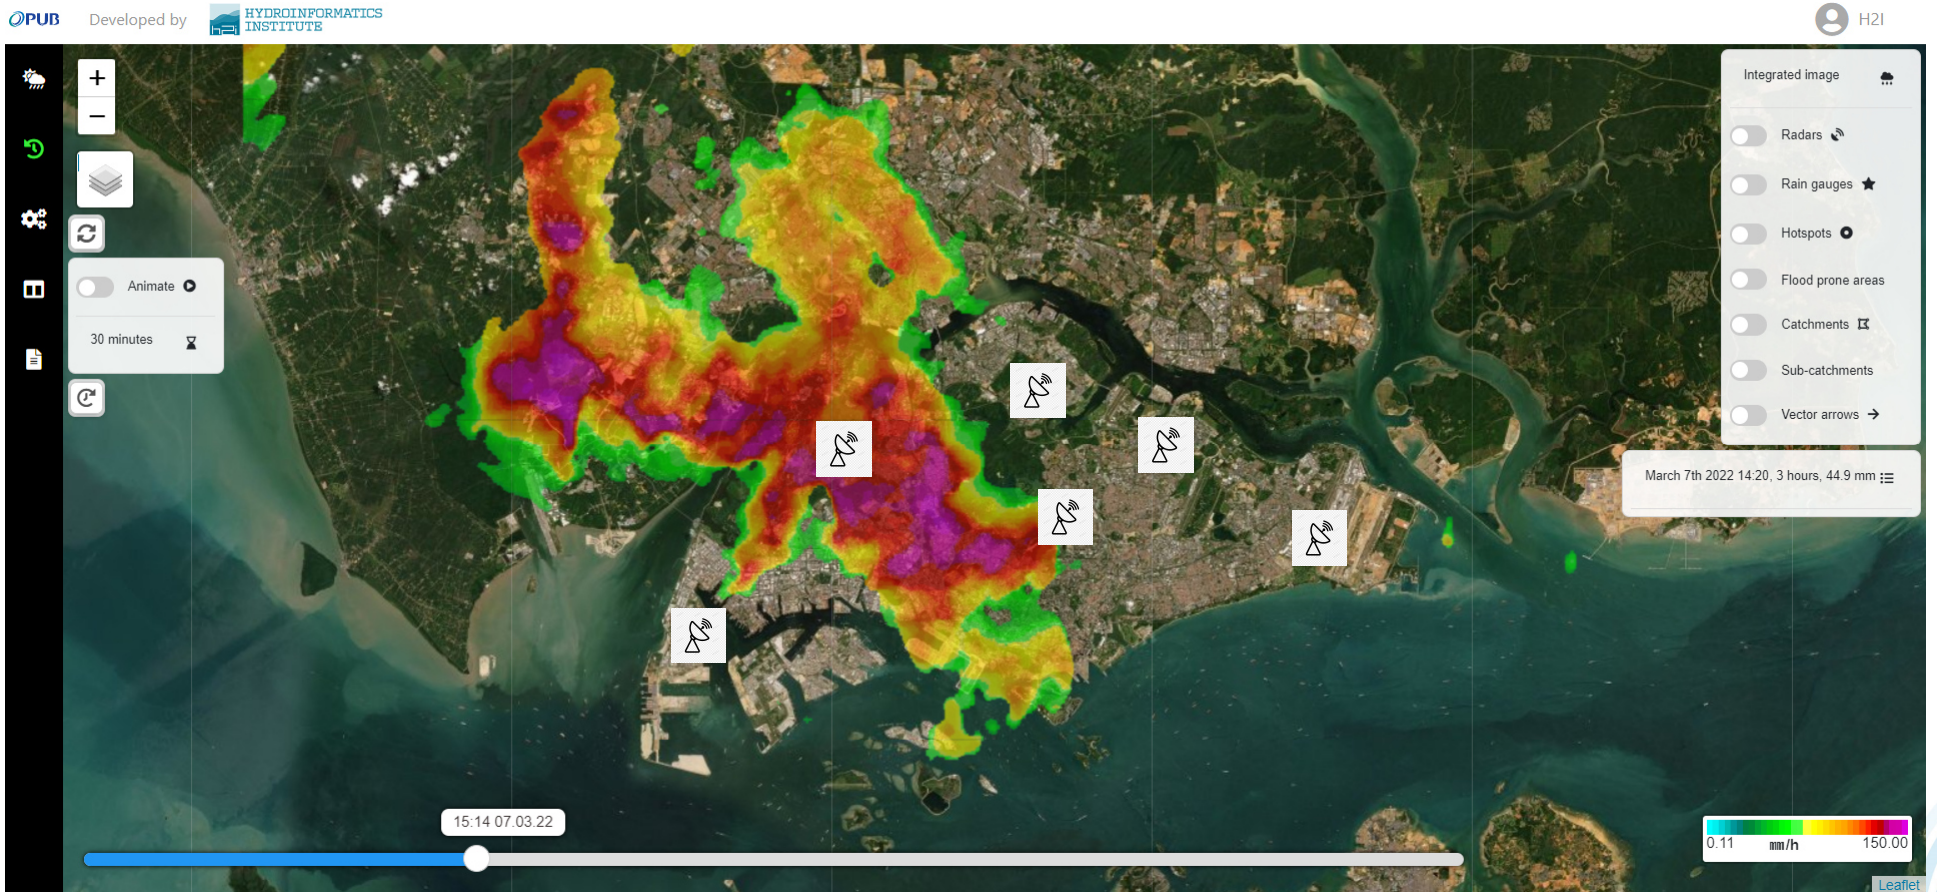 PUB
Developed by
HYDROINFORMATICS
INSTITUTE
h2i
H2I
+
−
Integrated image
Radars
Rain gauges
Hotspots
Flood prone areas
Catchments
Sub-catchments
Vector arrows
Animate
30 minutes
March 7th 2022 14:20, 3 hours, 44.9 mm
15:14 07.03.22
0.11 mm/h 150.00
Leaflet